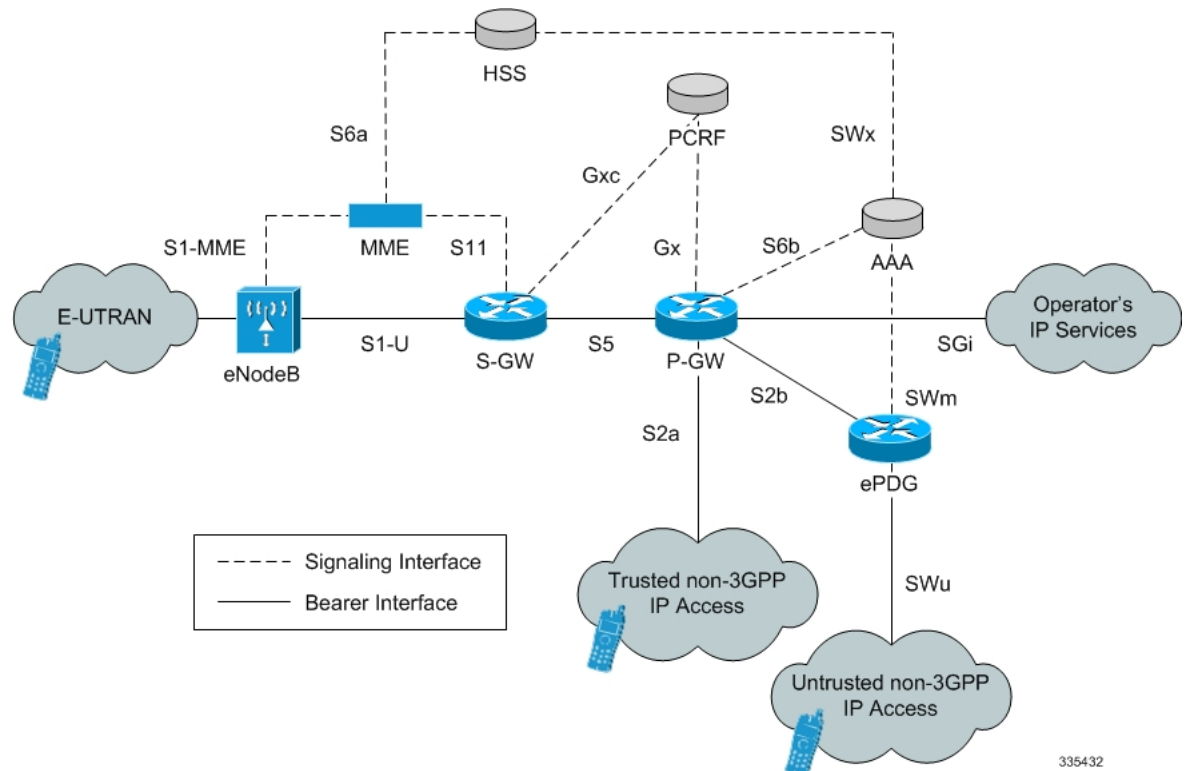 HSS
S6a
PCRF
SWx
Gxc
S1-MME
MME
S11
Gx
S6b
AAA
E-UTRAN
Operator's
IP Services
S1-U
S5
SGi
eNodeB
S-GW
P-GW
S2b
SWm
S2a
ePDG
Signaling Interface
Bearer Interface
Trusted non-3GPP
IP Access
SWu
Untrusted non-3GPP
IP Access
335432